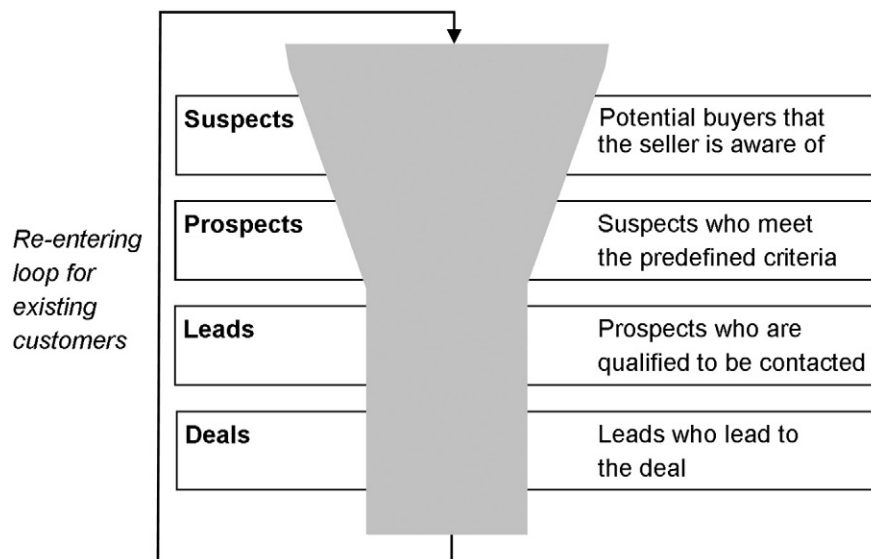 Suspects
Potential buyers that
the seller is aware of
Prospects
Suspects who meet
the predefined criteria
Re-entering
loop for
existing
customers
Leads
Prospects who are
qualified to be contacted
Deals
Leads who lead to
the deal